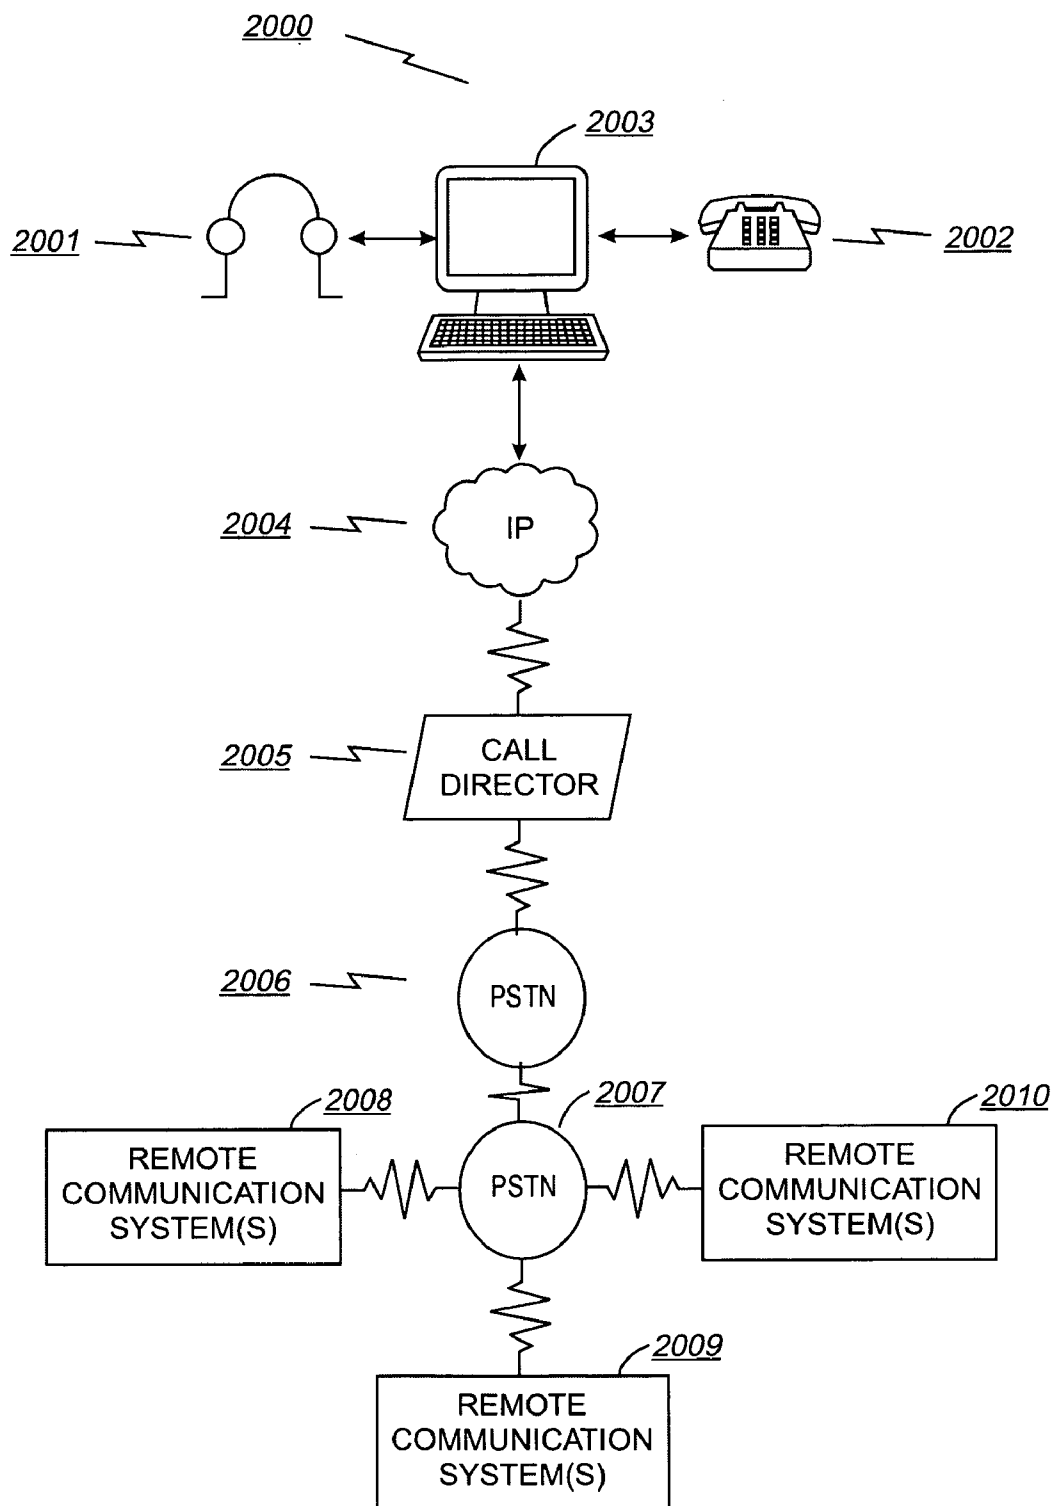 2000
2003
2001
2002
2004
IP
2005
CALL
DIRECTOR
2006
PSTN
2007
2008
2010
REMOTE
COMMUNICATION
SYSTEM(S)
PSTN
REMOTE
COMMUNICATION
SYSTEM(S)
2009
REMOTE
COMMUNICATION
SYSTEM(S)